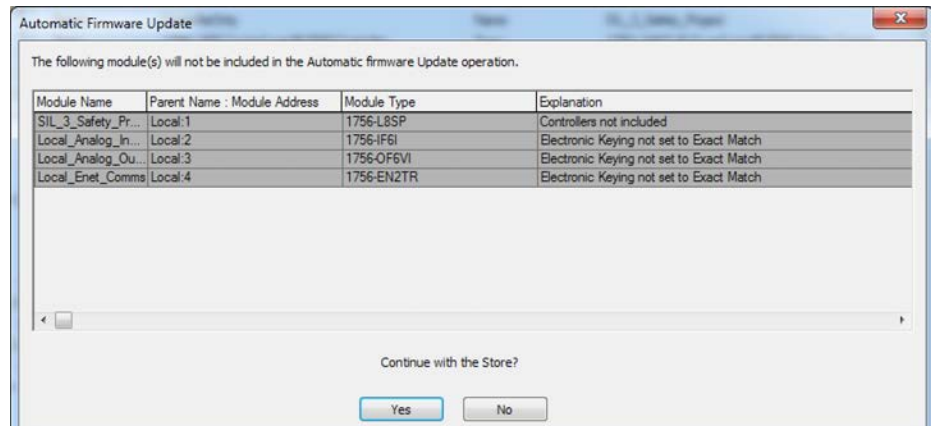 Automatic Firmware Update
The following module(s) will not be included in the Automatic firmware Update operation.
Module Name Parent Name : Module Address Module Type Explanation
SIL_3_Safety_Pr... Local:1 1756-L8SP Controllers not included
Local_Analog_In... Local:2 1756-IF6I Electronic Keying not set to Exact Match
Local_Analog_Ou... Local:3 1756-OF6VI Electronic Keying not set to Exact Match
Local_Enet_Comms Local:4 1756-EN2TR Electronic Keying not set to Exact Match
Continue with the Store?
Yes No